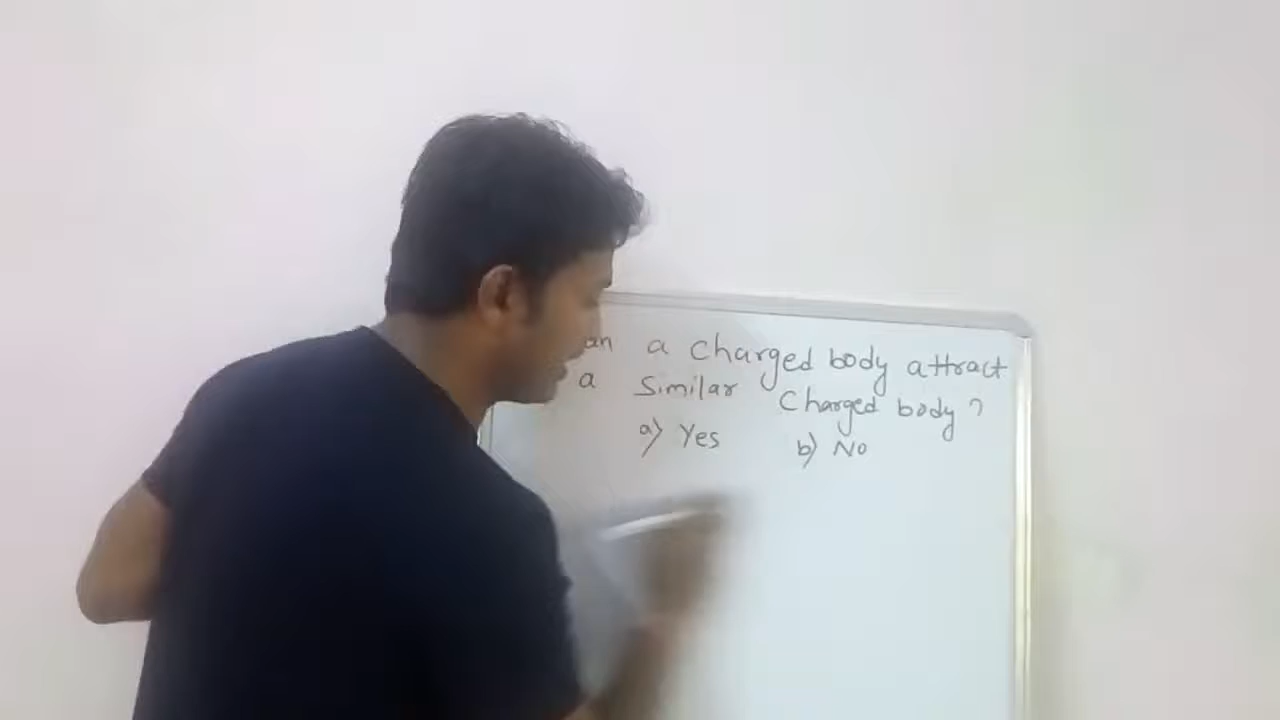 an a charged body attract
a Similar Charged body?
a) Yes b) No